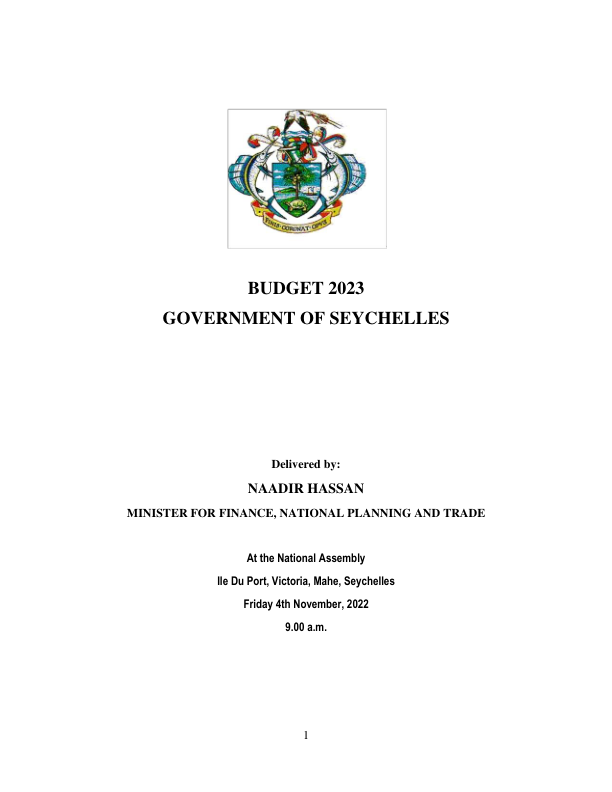 FINIS CORONAT OPUS
BUDGET 2023
GOVERNMENT OF SEYCHELLES
Delivered by:
NAADIR HASSAN
MINISTER FOR FINANCE, NATIONAL PLANNING AND TRADE
At the National Assembly
Ile Du Port, Victoria, Mahe, Seychelles
Friday 4th November, 2022
9.00 a.m.
1